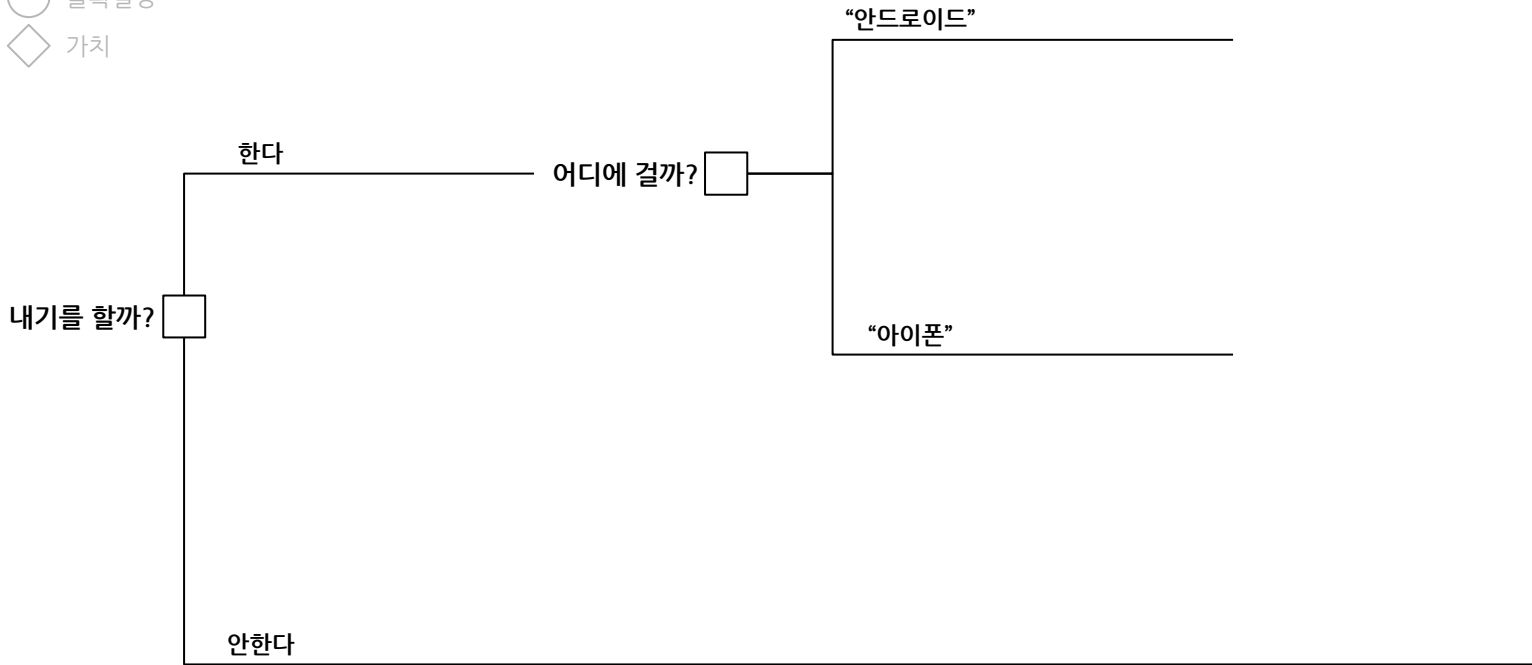 가치
“안드로이드”
한다
어디에 걸까?
“아이폰”
내기를 할까?
안한다